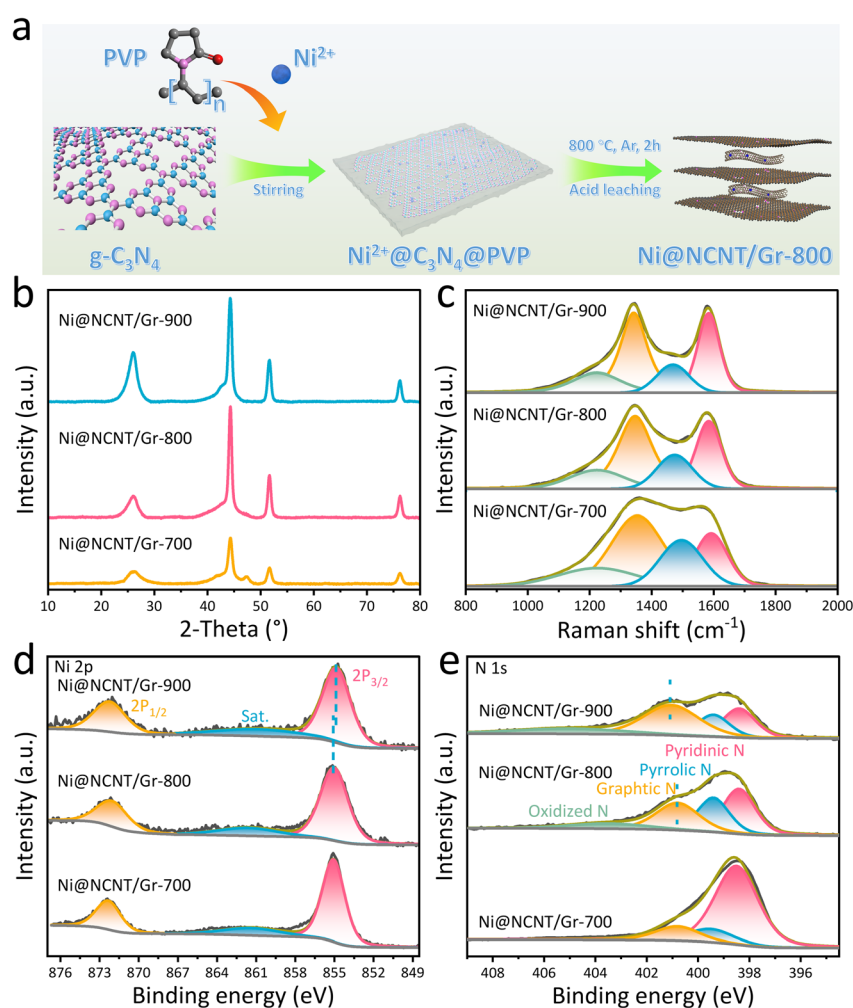 a
PVP
n
Ni²⁺
Stirring
800 °C, Ar, 2h
Acid leaching
g-C₃N₄
Ni²⁺@C₃N₄@PVP
Ni@NCNT/Gr-800
b
Ni@NCNT/Gr-900
Ni@NCNT/Gr-800
Ni@NCNT/Gr-700
Intensity (a.u.)
10 20 30 40 50 60 70 80
2-Theta (°)
c
Ni@NCNT/Gr-900
Ni@NCNT/Gr-800
Ni@NCNT/Gr-700
Intensity (a.u.)
800 1000 1200 1400 1600 1800 2000
Raman shift (cm⁻¹)
d
Ni 2p
Ni@NCNT/Gr-900
2P₁/₂
Sat.
2P₃/₂
Ni@NCNT/Gr-800
Ni@NCNT/Gr-700
Intensity (a.u.)
876 873 870 867 864 861 858 855 852 849
Binding energy (eV)
e
N 1s
Ni@NCNT/Gr-900
Pyridinic N
Ni@NCNT/Gr-800
Pyrrolic N
Graphtic N
Oxidized N
Ni@NCNT/Gr-700
Intensity (a.u.)
408 406 404 402 400 398 396
Binding energy (eV)